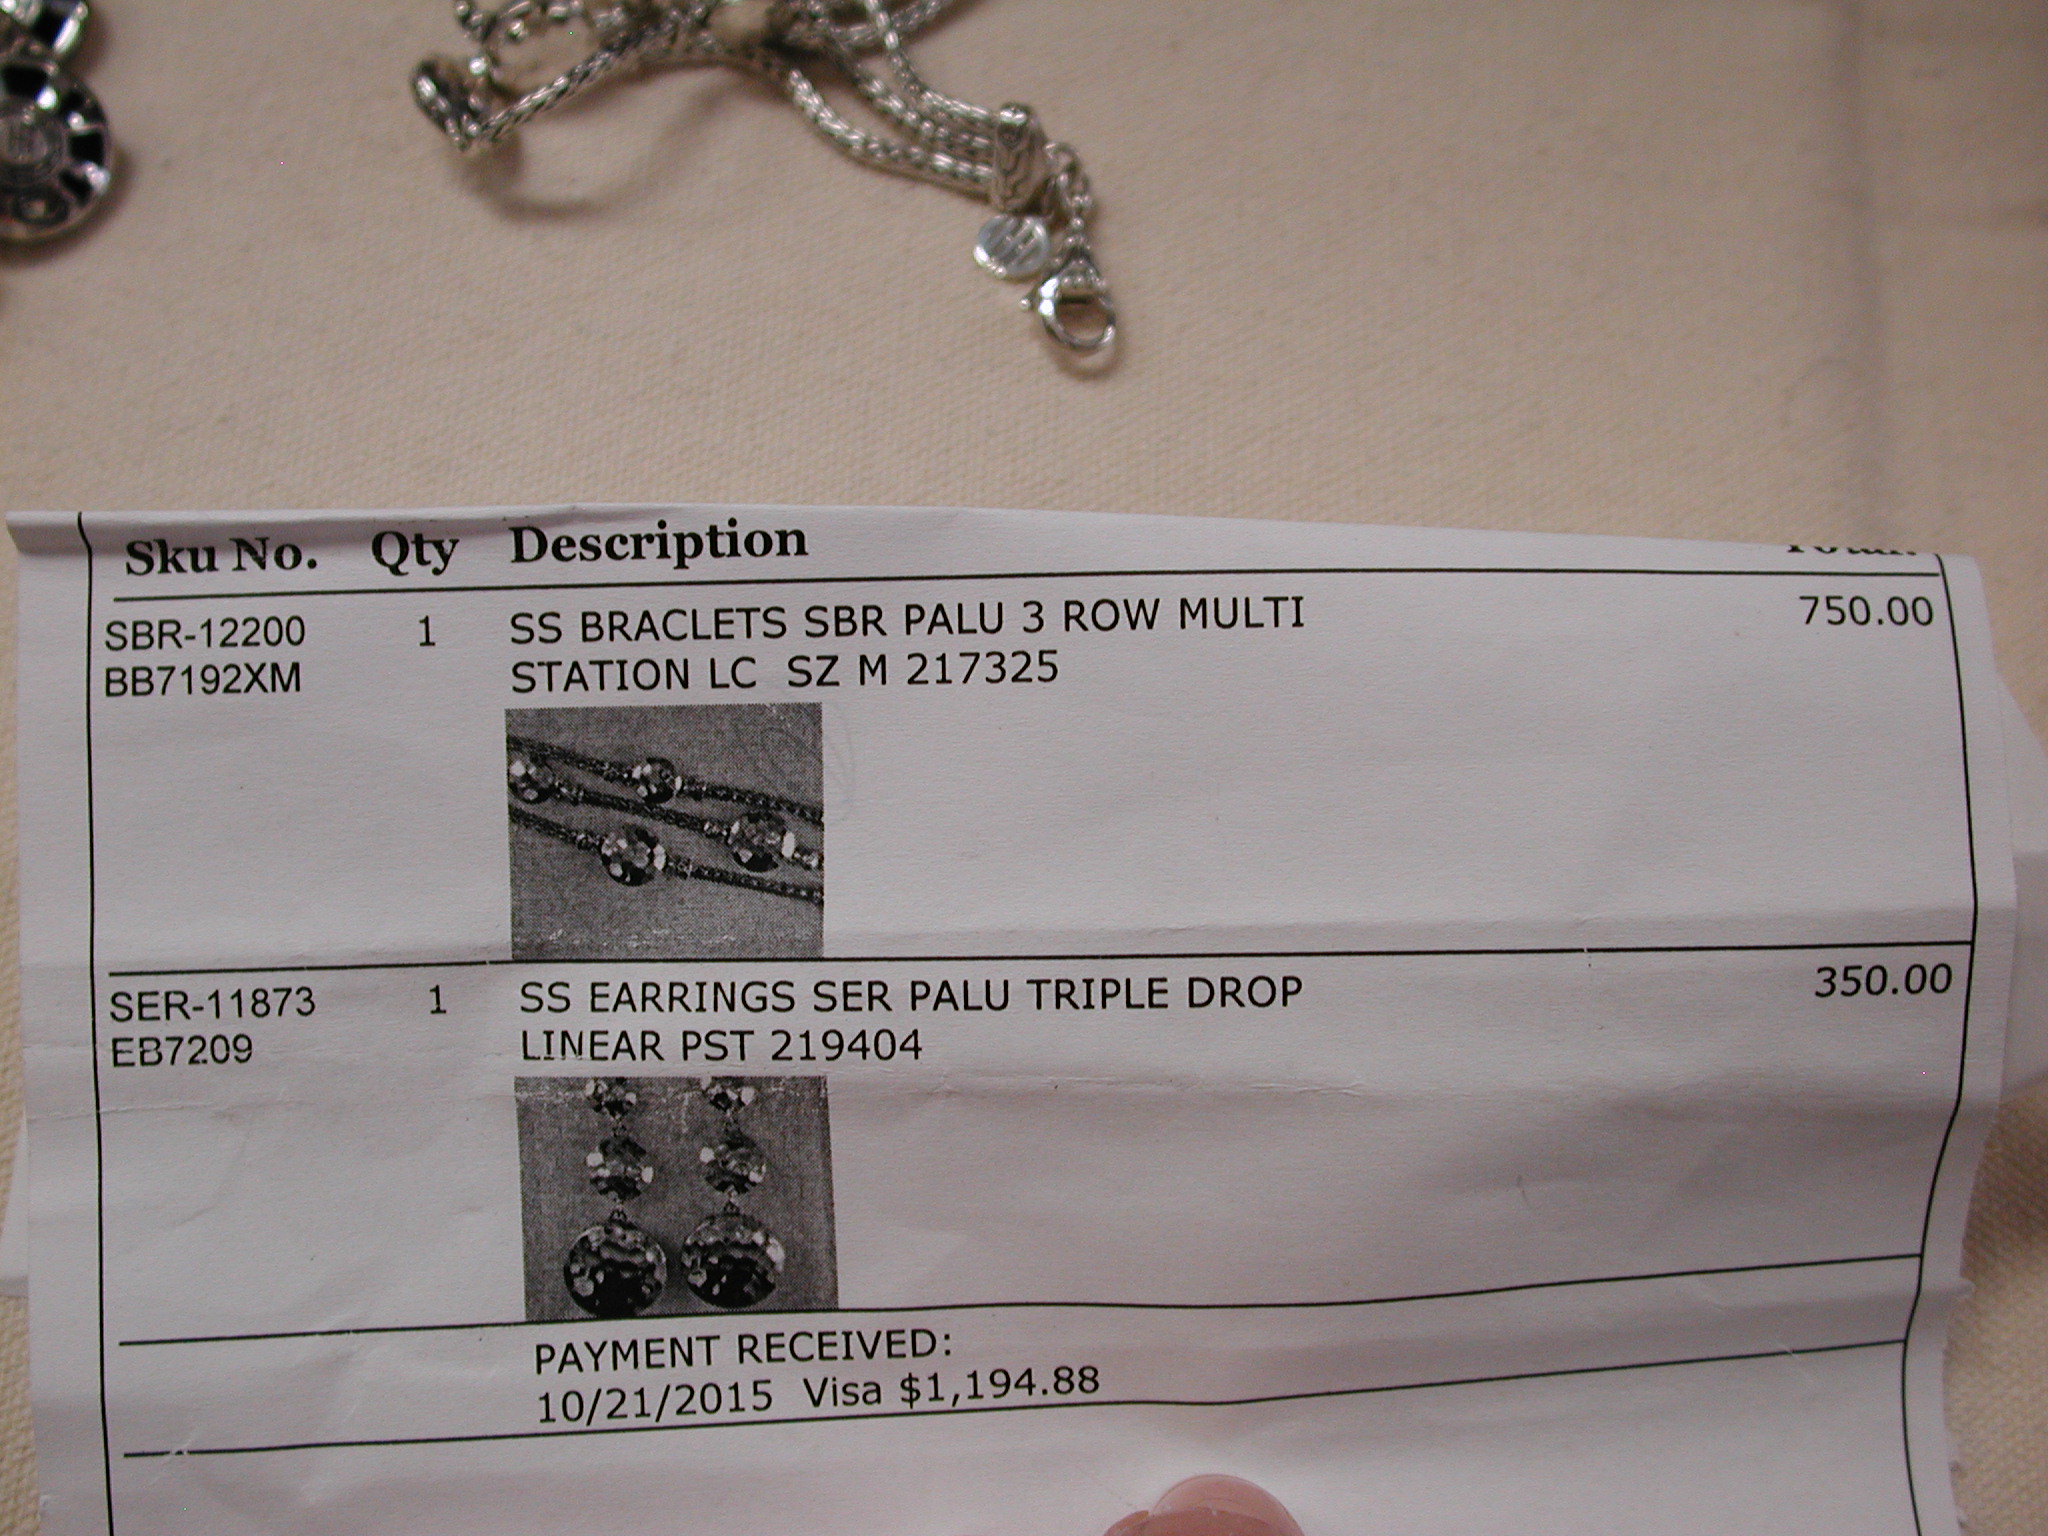 Sku No. Qty Description Total
SBR-12200 1 SS BRACLETS SBR PALU 3 ROW MULTI 750.00
BB7192XM STATION LC SZ M 217325
SER-11873 1 SS EARRINGS SER PALU TRIPLE DROP 350.00
EB7209 LINEAR PST 219404
PAYMENT RECEIVED:
10/21/2015 Visa $1,194.88